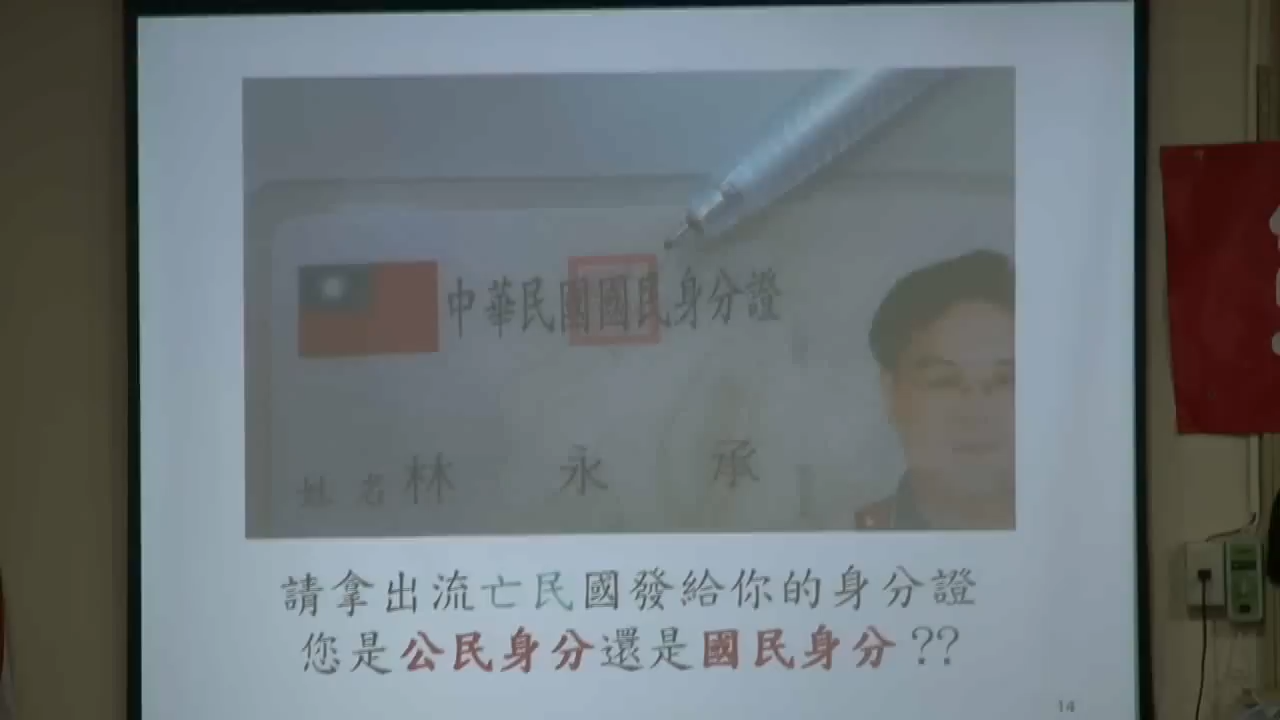 中華民國國民身分證
姓名 林永承
請拿出流亡民國發給你的身分證
您是公民身分還是國民身分??
14